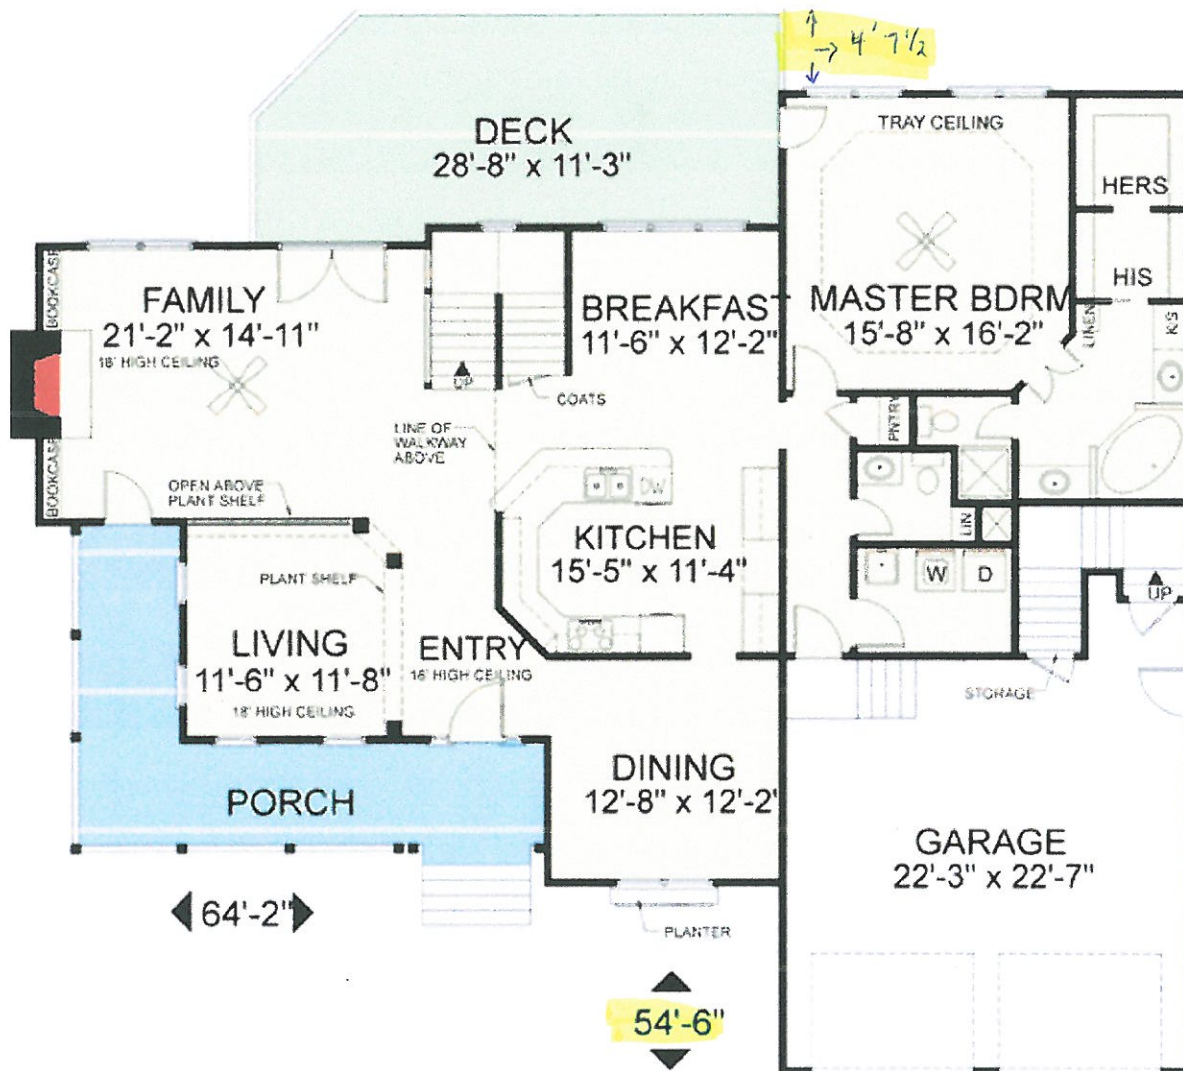 → 4' 7 1/2
DECK
28'-8" x 11'-3"
TRAY CEILING
HERS
HIS
BOOKCASE
FAMILY
21'-2" x 14'-11"
18' HIGH CEILING
BREAKFAST
11'-6" x 12'-2"
MASTER BDRM
15'-8" x 16'-2"
LINEN
K/S
UP
COATS
LINE OF
WALKWAY
ABOVE
PNTRY
BOOKCASE
OPEN ABOVE
PLANT SHELF
DW
KITCHEN
15'-5" x 11'-4"
LIN
PLANT SHELF
W
D
UP
LIVING
11'-6" x 11'-8"
18' HIGH CEILING
ENTRY
18' HIGH CEILING
STORAGE
PORCH
DINING
12'-8" x 12'-2'
GARAGE
22'-3" x 22'-7"
64'-2"
PLANTER
54'-6"